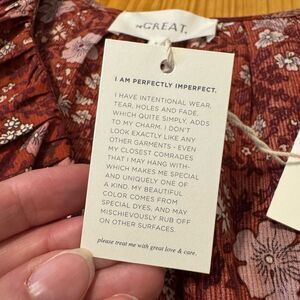 GREAT.
I AM PERFECTLY IMPERFECT.
I HAVE INTENTIONAL WEAR,
TEAR, HOLES AND FADE,
WHICH QUITE SIMPLY, ADDS
TO MY CHARM. I DON'T
LOOK EXACTLY LIKE ANY
OTHER GARMENTS - EVEN
MY CLOSEST COMRADES
THAT I MAY HANG WITH-
WHICH MAKES ME SPECIAL
AND UNIQUELY ONE OF
A KIND. MY BEAUTIFUL
COLOR COMES FROM
SPECIAL DYES, AND MAY
MISCHIEVOUSLY RUB OFF
ON OTHER SURFACES.
please treat me with great love & care.